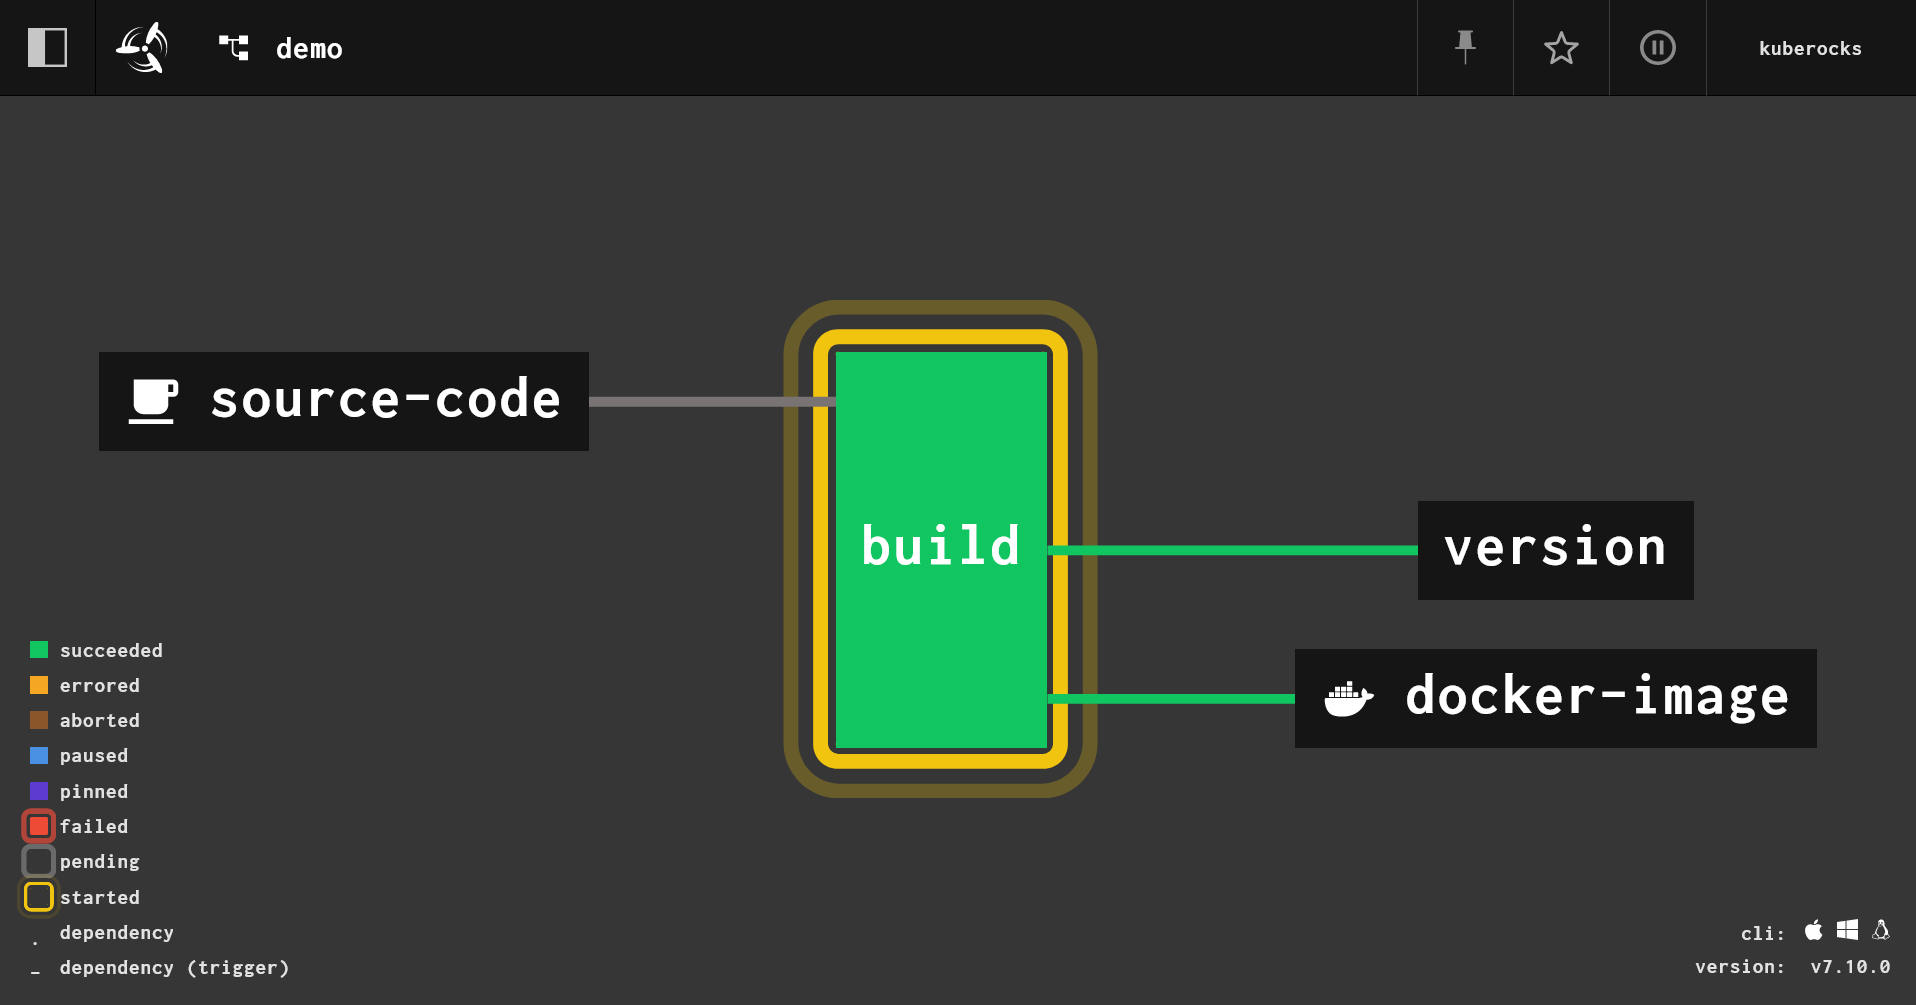 demo
kuberocks
source-code
build
version
docker-image
succeeded
errored
aborted
paused
pinned
failed
pending
started
. dependency
– dependency (trigger)
cli:
version: v7.10.0